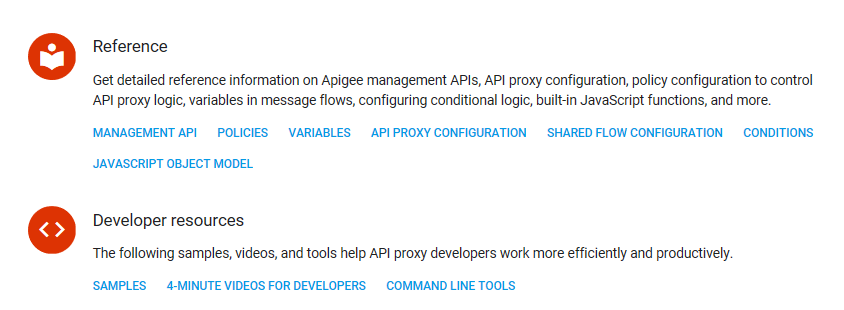 Reference
Get detailed reference information on Apigee management APIs, API proxy configuration, policy configuration to control
API proxy logic, variables in message flows, configuring conditional logic, built-in JavaScript functions, and more.
MANAGEMENT API POLICIES VARIABLES API PROXY CONFIGURATION SHARED FLOW CONFIGURATION CONDITIONS
JAVASCRIPT OBJECT MODEL
Developer resources
The following samples, videos, and tools help API proxy developers work more efficiently and productively.
SAMPLES 4-MINUTE VIDEOS FOR DEVELOPERS COMMAND LINE TOOLS